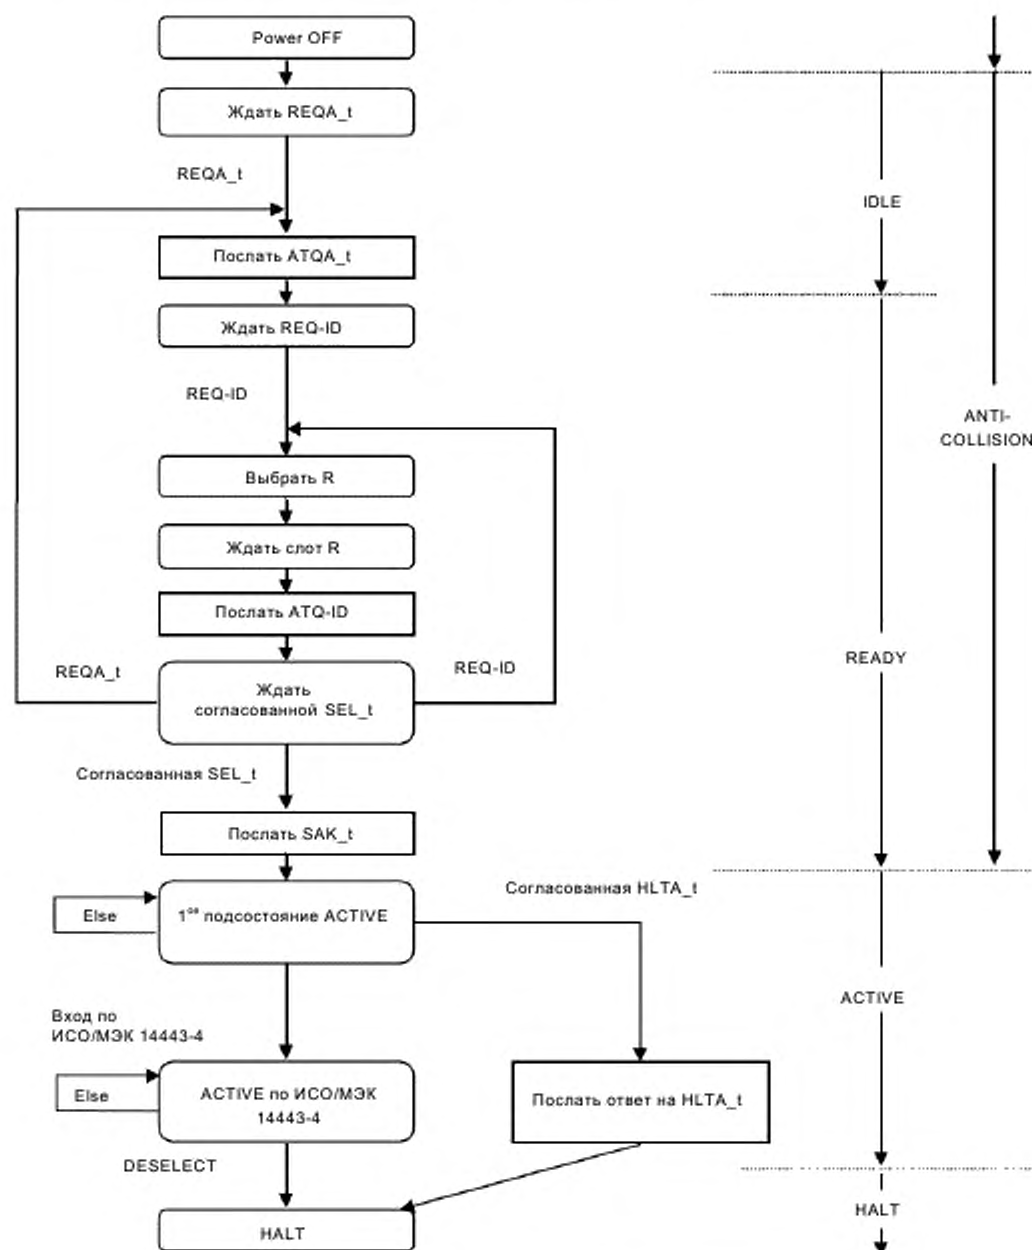 Power OFF
Ждать REQA_t
REQA_t
IDLE
Послать ATQA_t
Ждать REQ-ID
REQ-ID
ANTI-
COLLISION
Выбрать R
Ждать слот R
Послать ATQ-ID
READY
REQA_t
REQ-ID
Ждать
согласованной SEL_t
Согласованная SEL_t
Послать SAK_t
Согласованная HLTA_t
Else
1ое подсостояние ACTIVE
ACTIVE
Вход по
ИСО/МЭК 14443-4
Else
ACTIVE по ИСО/МЭК
14443-4
Послать ответ на HLTA_t
DESELECT
HALT
HALT